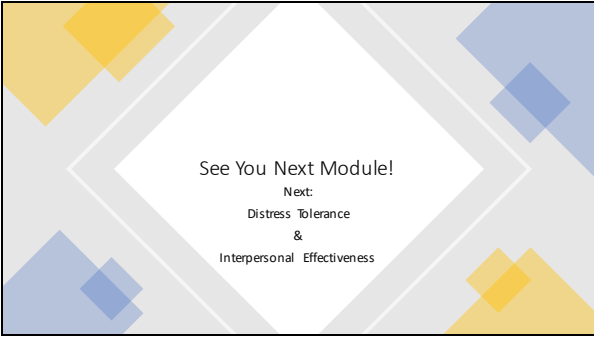 See You Next Module!
Next:
Distress Tolerance
&
Interpersonal Effectiveness